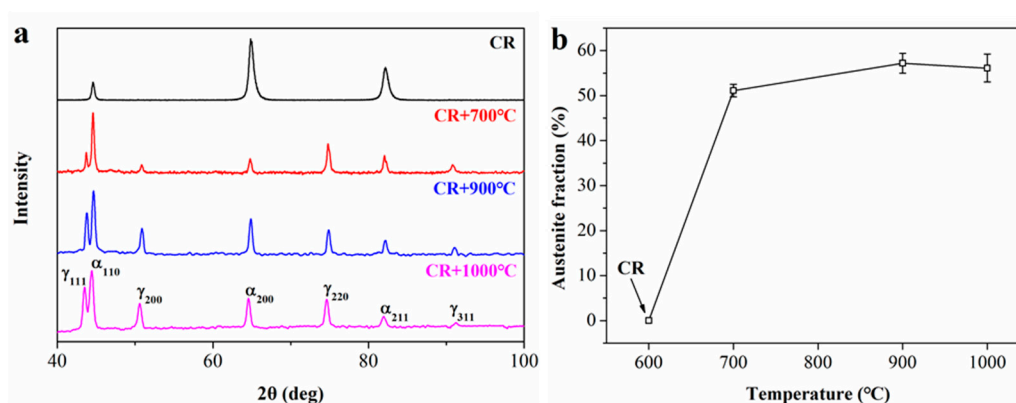 a
CR
CR+700°C
CR+900°C
CR+1000°C
γ111
α110
γ200
α200
γ220
α211
γ311
Intensity
40
60
80
100
2θ (deg)
b
60
50
40
30
20
10
0
Austenite fraction (%)
CR
600
700
800
900
1000
Temperature (°C)